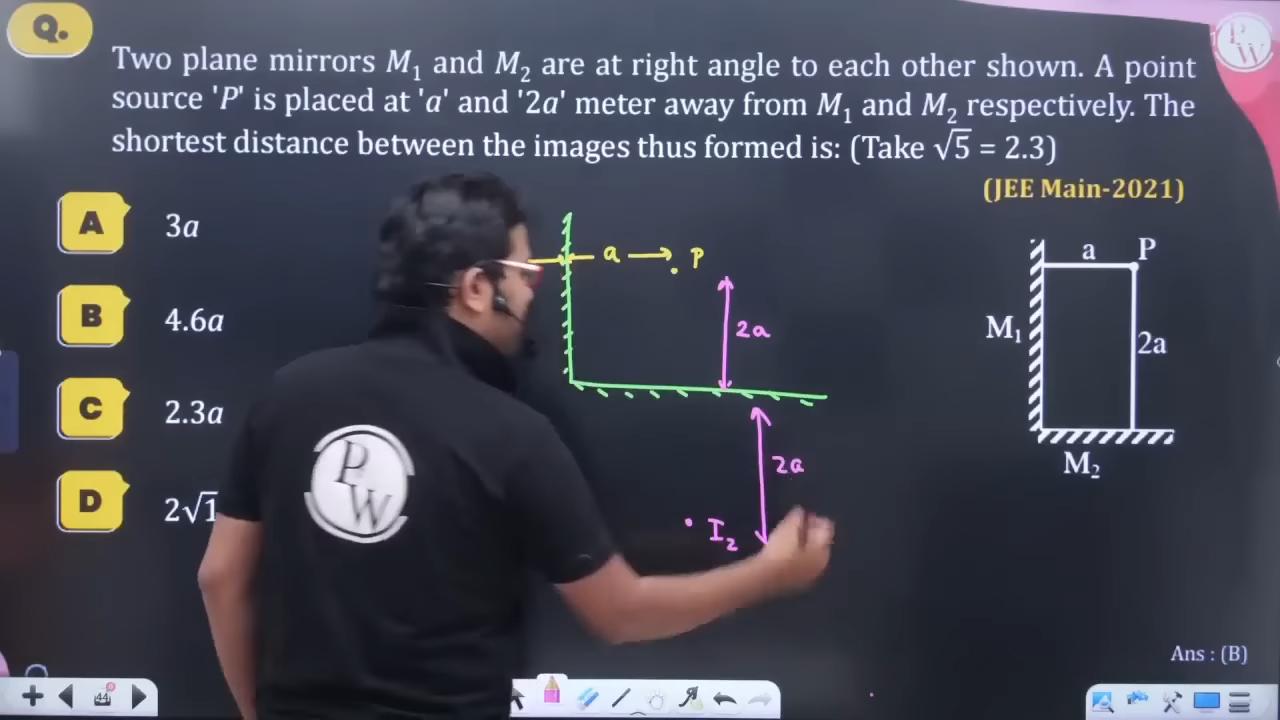 Q.
Two plane mirrors M₁ and M₂ are at right angle to each other shown. A point
source 'P' is placed at 'a' and '2a' meter away from M₁ and M₂ respectively. The
shortest distance between the images thus formed is: (Take √5 = 2.3)
(JEE Main-2021)
A 3a
B 4.6a
C 2.3a
D 2√1
a → P
2a
2a
I₂
a P
M₁
2a
M₂
P
W
P
W
Ans : (B)
44